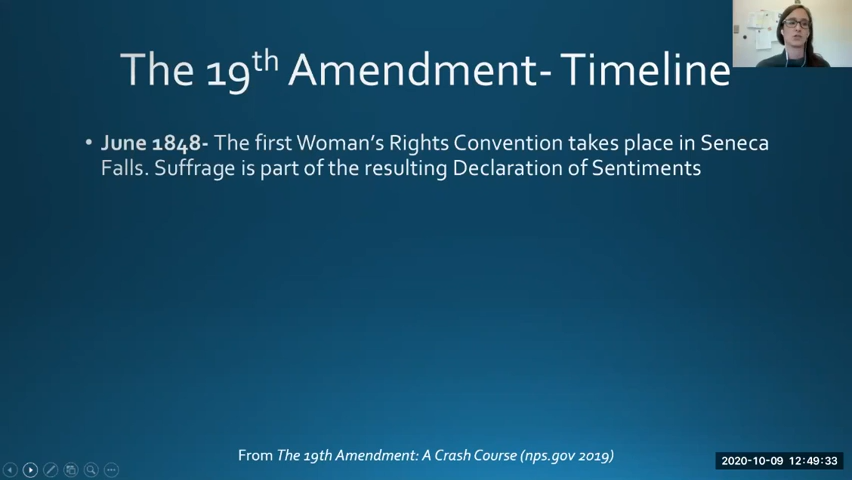 The 19th Amendment- Timeline
• June 1848- The first Woman's Rights Convention takes place in Seneca
Falls. Suffrage is part of the resulting Declaration of Sentiments
From The 19th Amendment: A Crash Course (nps.gov 2019)
2020-10-09 12:49:33